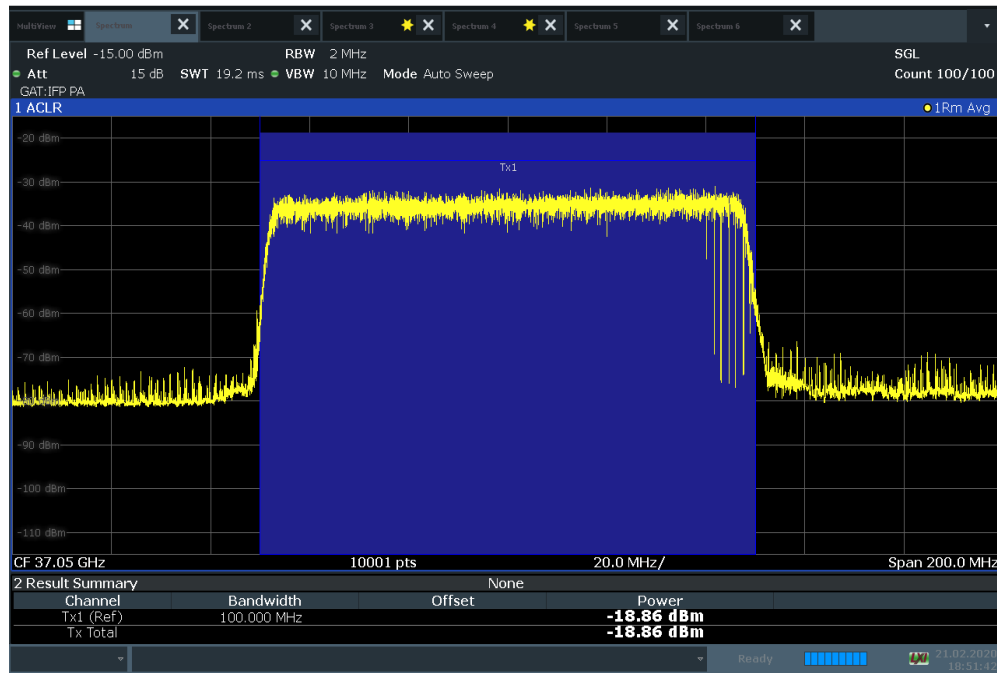 MultiView Spectrum Spectrum 2 Spectrum 3 Spectrum 4 Spectrum 5 Spectrum 6
Ref Level -15.00 dBm RBW 2 MHz SGL
Att 15 dB SWT 19.2 ms VBW 10 MHz Mode Auto Sweep Count 100/100
GAT:IFP PA
1 ACLR 1Rm Avg
-20 dBm
Tx1
-30 dBm
-40 dBm
-50 dBm
-60 dBm
-70 dBm
-90 dBm
-100 dBm
-110 dBm
CF 37.05 GHz 10001 pts 20.0 MHz/ Span 200.0 MHz
2 Result Summary None
Channel Bandwidth Offset Power
Tx1 (Ref) 100.000 MHz -18.86 dBm
Tx Total -18.86 dBm
Ready LXI 21.02.2020
18:51:42